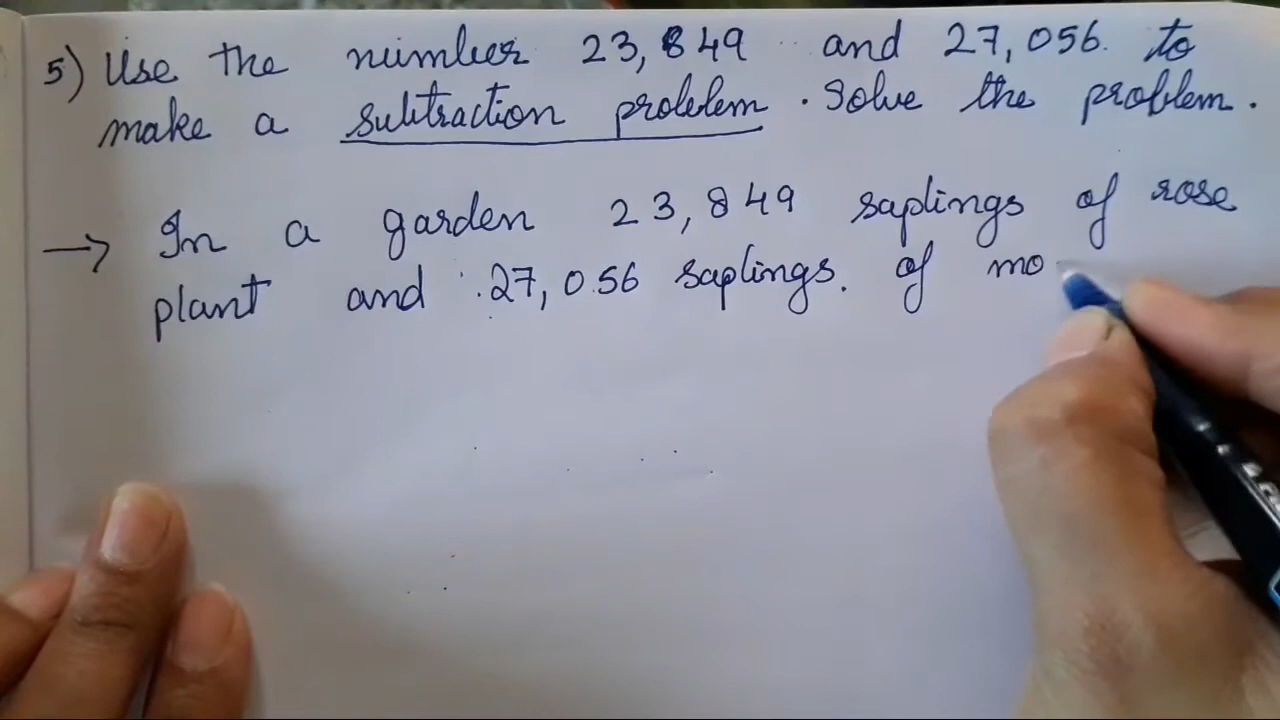 5) Use the number 23,849 and 27,056 to
make a subtraction problem. Solve the problem.
→ In a garden 23,849 saplings of rose
plant and 27,056 saplings. of mo